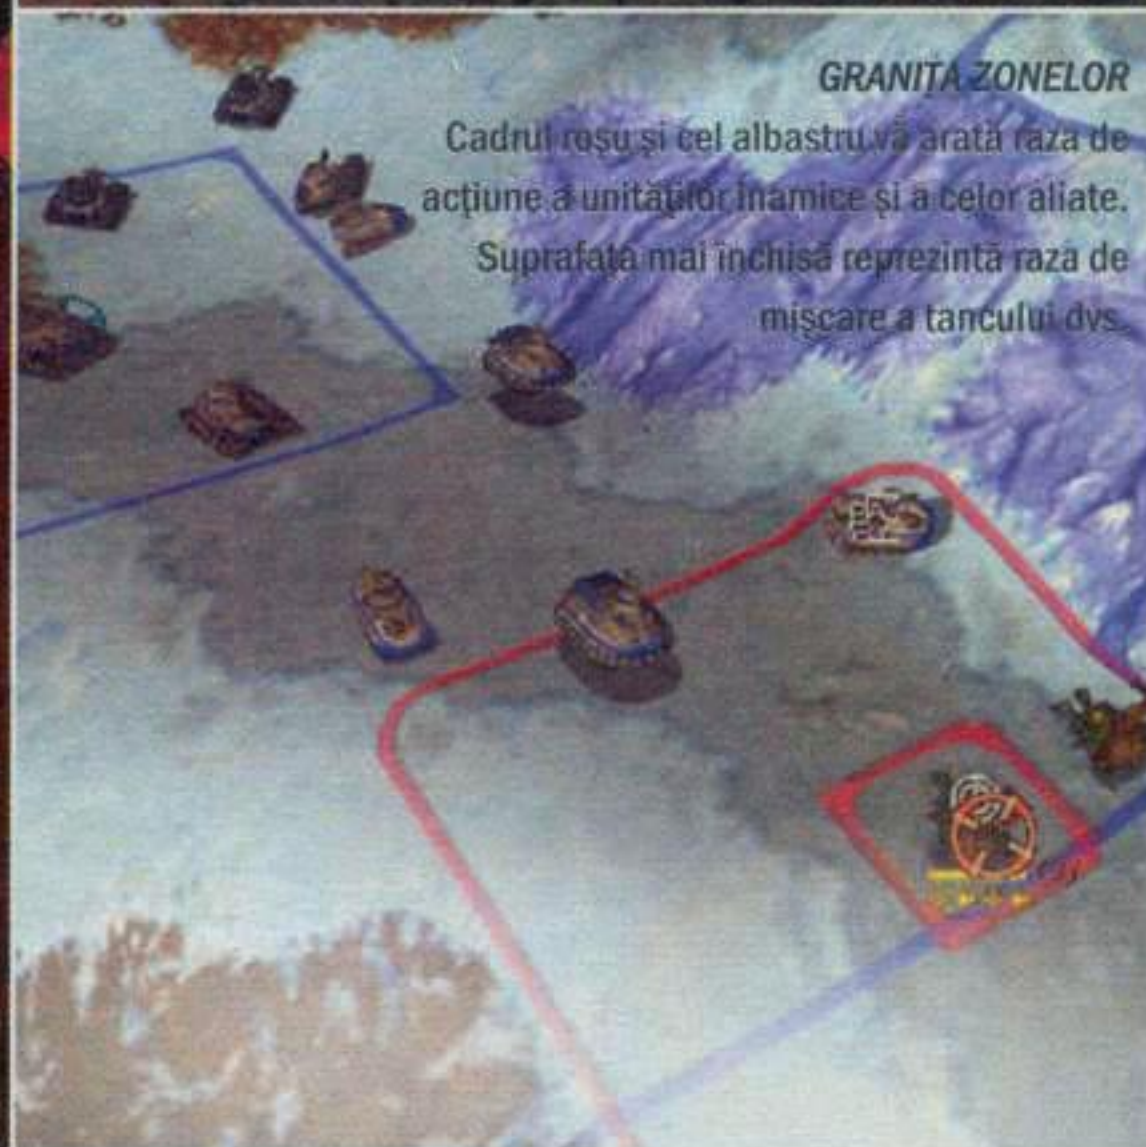 GRANIȚA ZONELOR
Cadrul roșu și cel albastru vă arată raza de
acțiune a unităților inamice și a celor aliate.
Suprafața mai închisă reprezintă raza de
mișcare a tancului dvs.